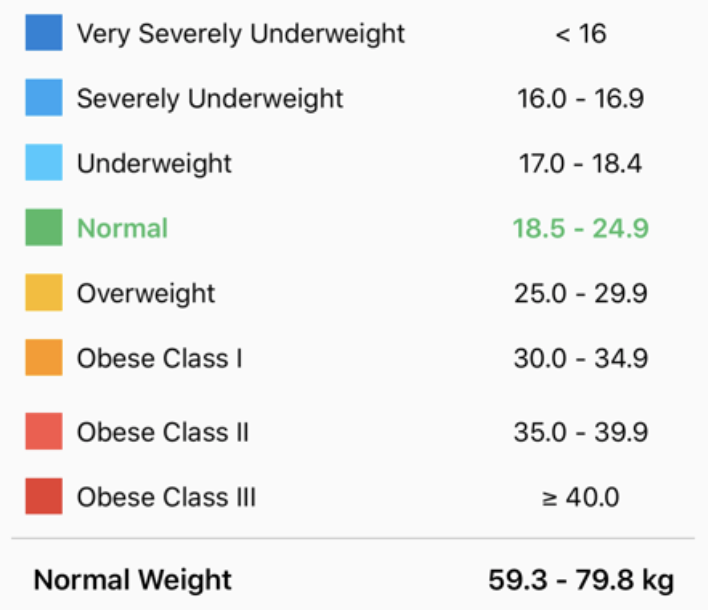 Very Severely Underweight < 16
Severely Underweight 16.0 - 16.9
Underweight 17.0 - 18.4
Normal 18.5 - 24.9
Overweight 25.0 - 29.9
Obese Class I 30.0 - 34.9
Obese Class II 35.0 - 39.9
Obese Class III ≥ 40.0
Normal Weight 59.3 - 79.8 kg